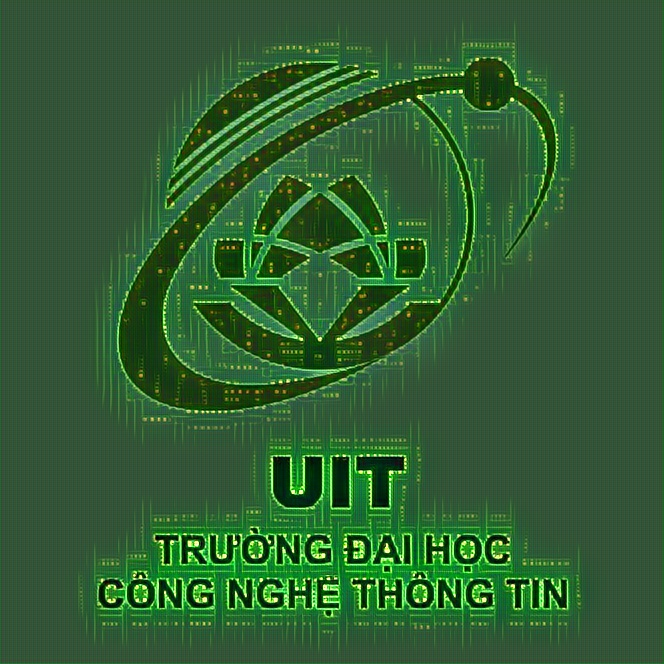 UIT
TRƯỜNG ĐẠI HỌC
CÔNG NGHỆ THÔNG TIN